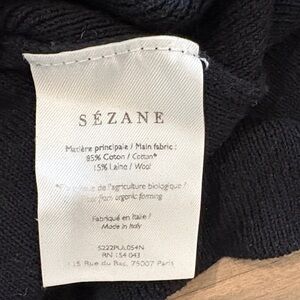 SÉZANE
Matière principale / Main fabric :
85% Coton / Cotton*
15% Laine / Wool
de l'agriculture biologique /
from organic farming
Fabriqué en Italie /
Made in Italy
S222PUL054N
RN 154 043
Rue du Bac, 75007 Paris